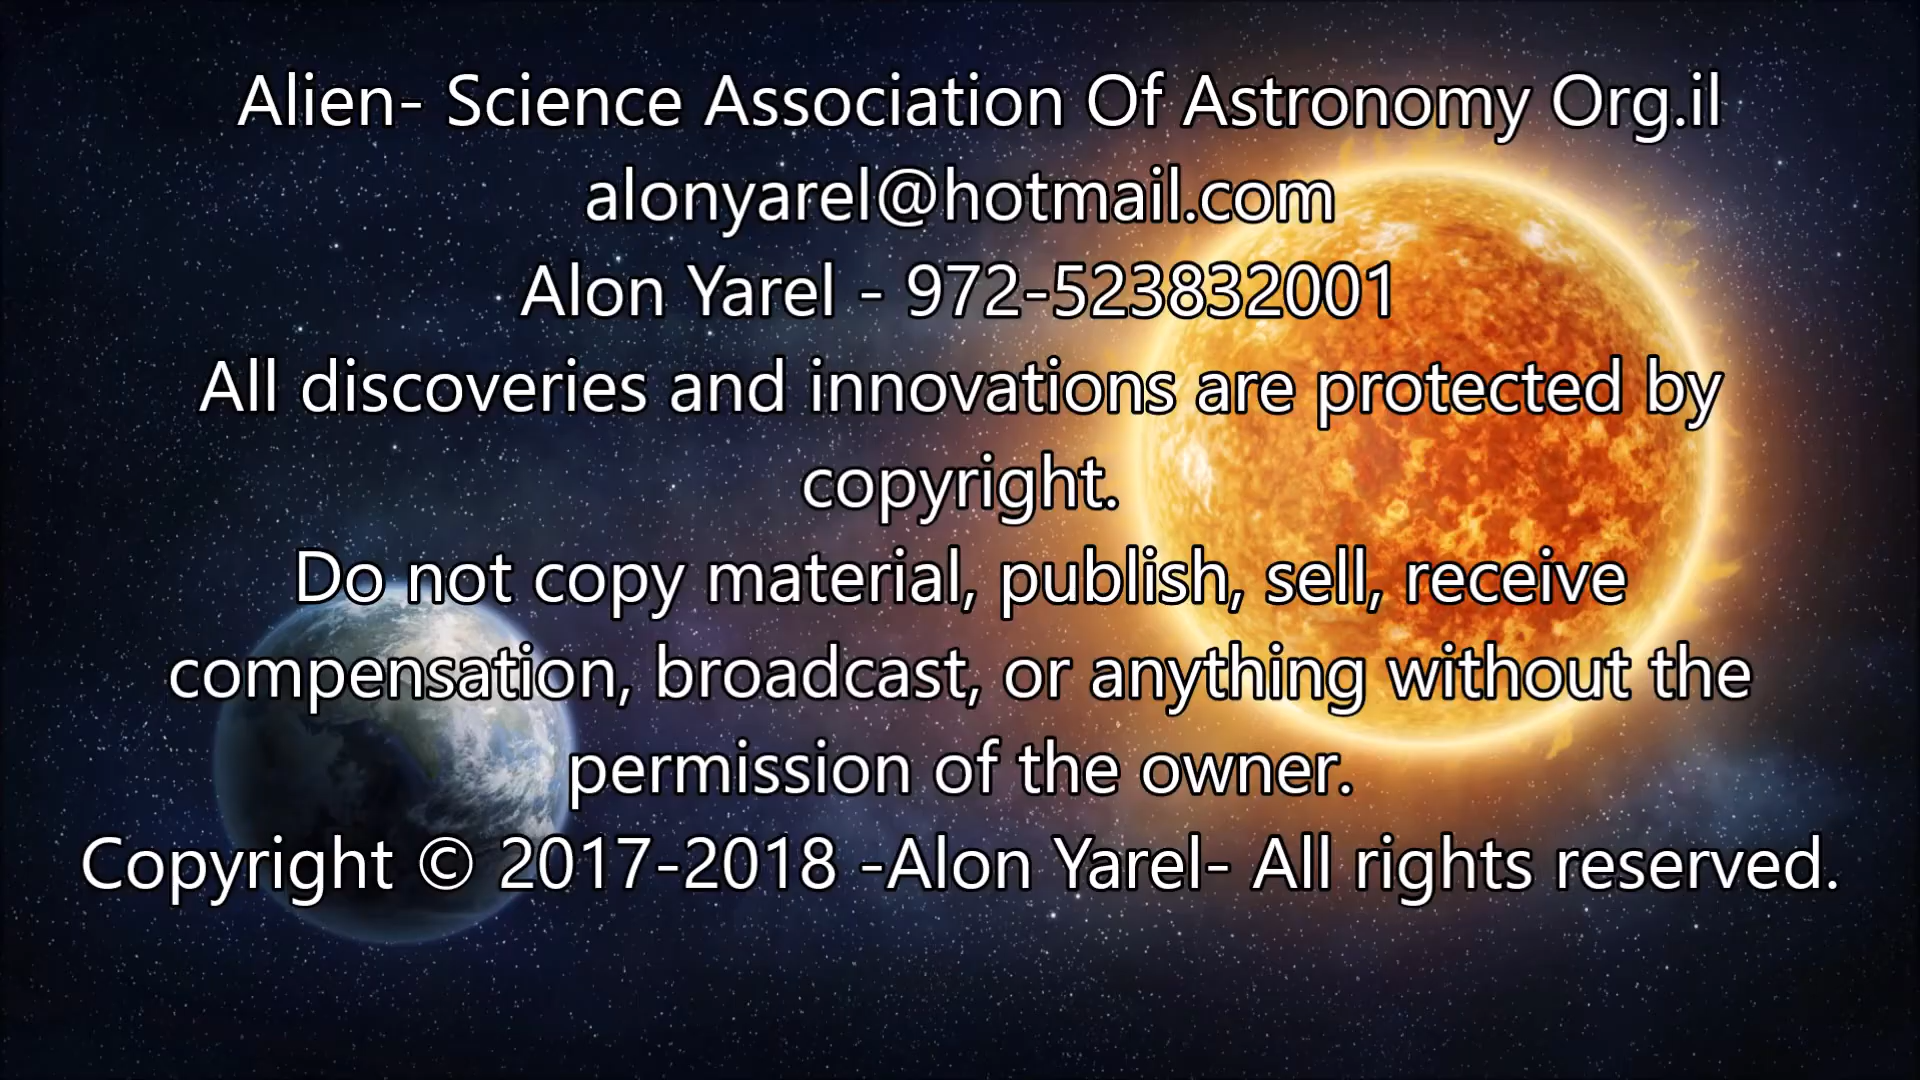 Alien- Science Association Of Astronomy Org.il
alonyarel@hotmail.com
Alon Yarel - 972-523832001
All discoveries and innovations are protected by
copyright.
Do not copy material, publish, sell, receive
compensation, broadcast, or anything without the
permission of the owner.
Copyright © 2017-2018 -Alon Yarel- All rights reserved.